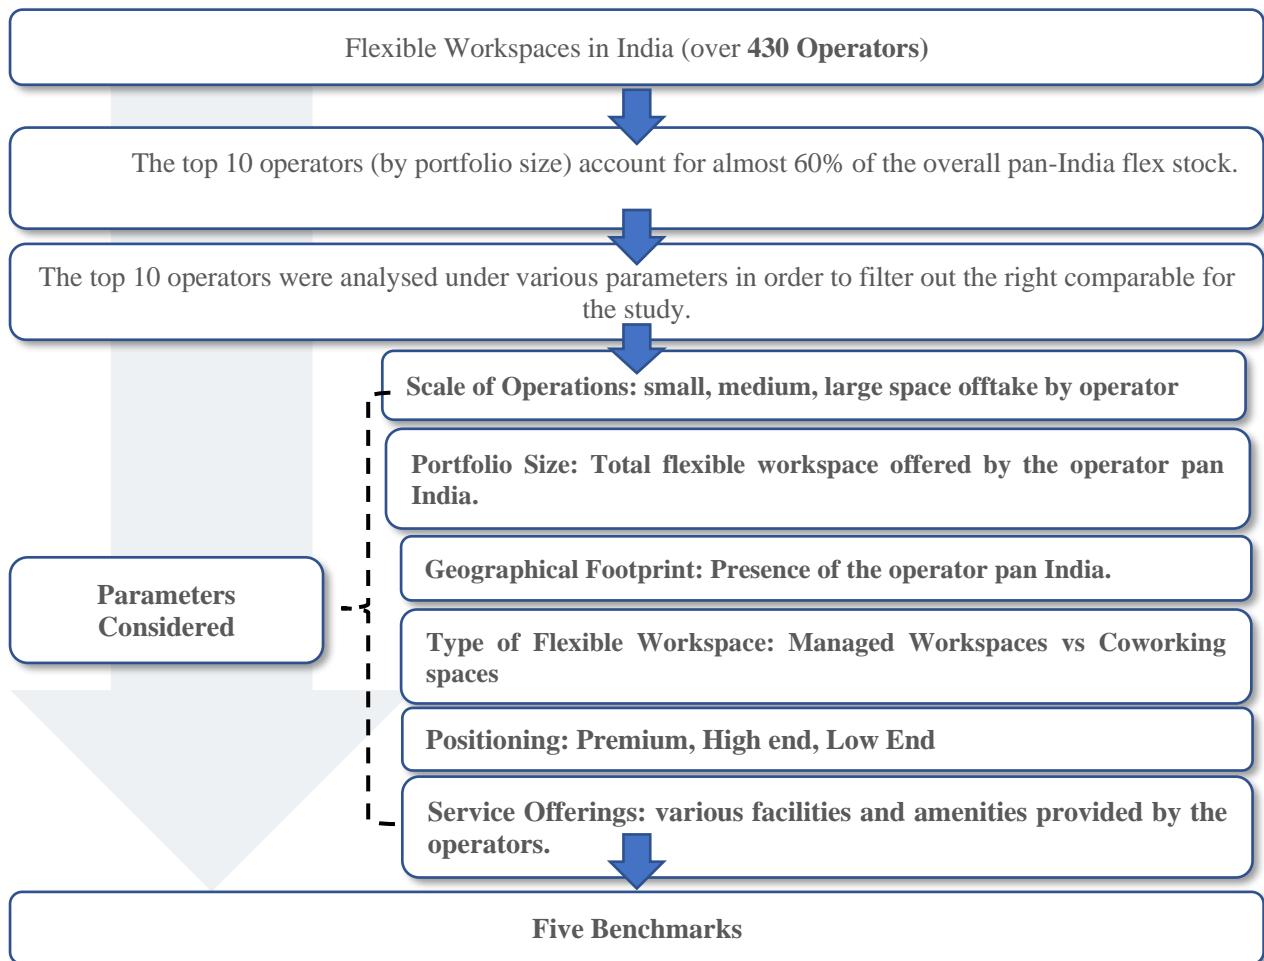 Flexible Workspaces in India (over 430 Operators)
The top 10 operators (by portfolio size) account for almost 60% of the overall pan-India flex stock.
The top 10 operators were analysed under various parameters in order to filter out the right comparable for
the study.
Scale of Operations: small, medium, large space offtake by operator
Portfolio Size: Total flexible workspace offered by the operator pan
India.
Geographical Footprint: Presence of the operator pan India.
Parameters
Considered
Type of Flexible Workspace: Managed Workspaces vs Coworking
spaces
Positioning: Premium, High end, Low End
Service Offerings: various facilities and amenities provided by the
operators.
Five Benchmarks